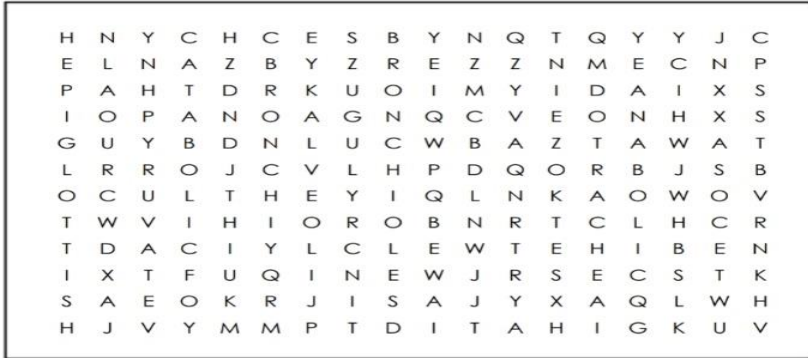 H N Y C H C E S B Y N Q T Q Y Y J C
E L N A Z B Y Z R E Z Z N M E C N P
P A H T D R K U O I M Y I D A I X S
I O P A N O A G N Q C V E O N H X S
G U Y B D N L U C W B A Z T A W A T
L R R O J C V L H P D Q O R B J S B
O C U L T H E Y I Q L N K A O W O V
T W V I H I O R O B N R T C L H C R
T D A C I Y L C L E W T E H I B E N
I X T F U Q I N E W J R S E C S T K
S A E O K R J I S A J Y X A Q L W H
H J V Y M M P T D I T A H I G K U V